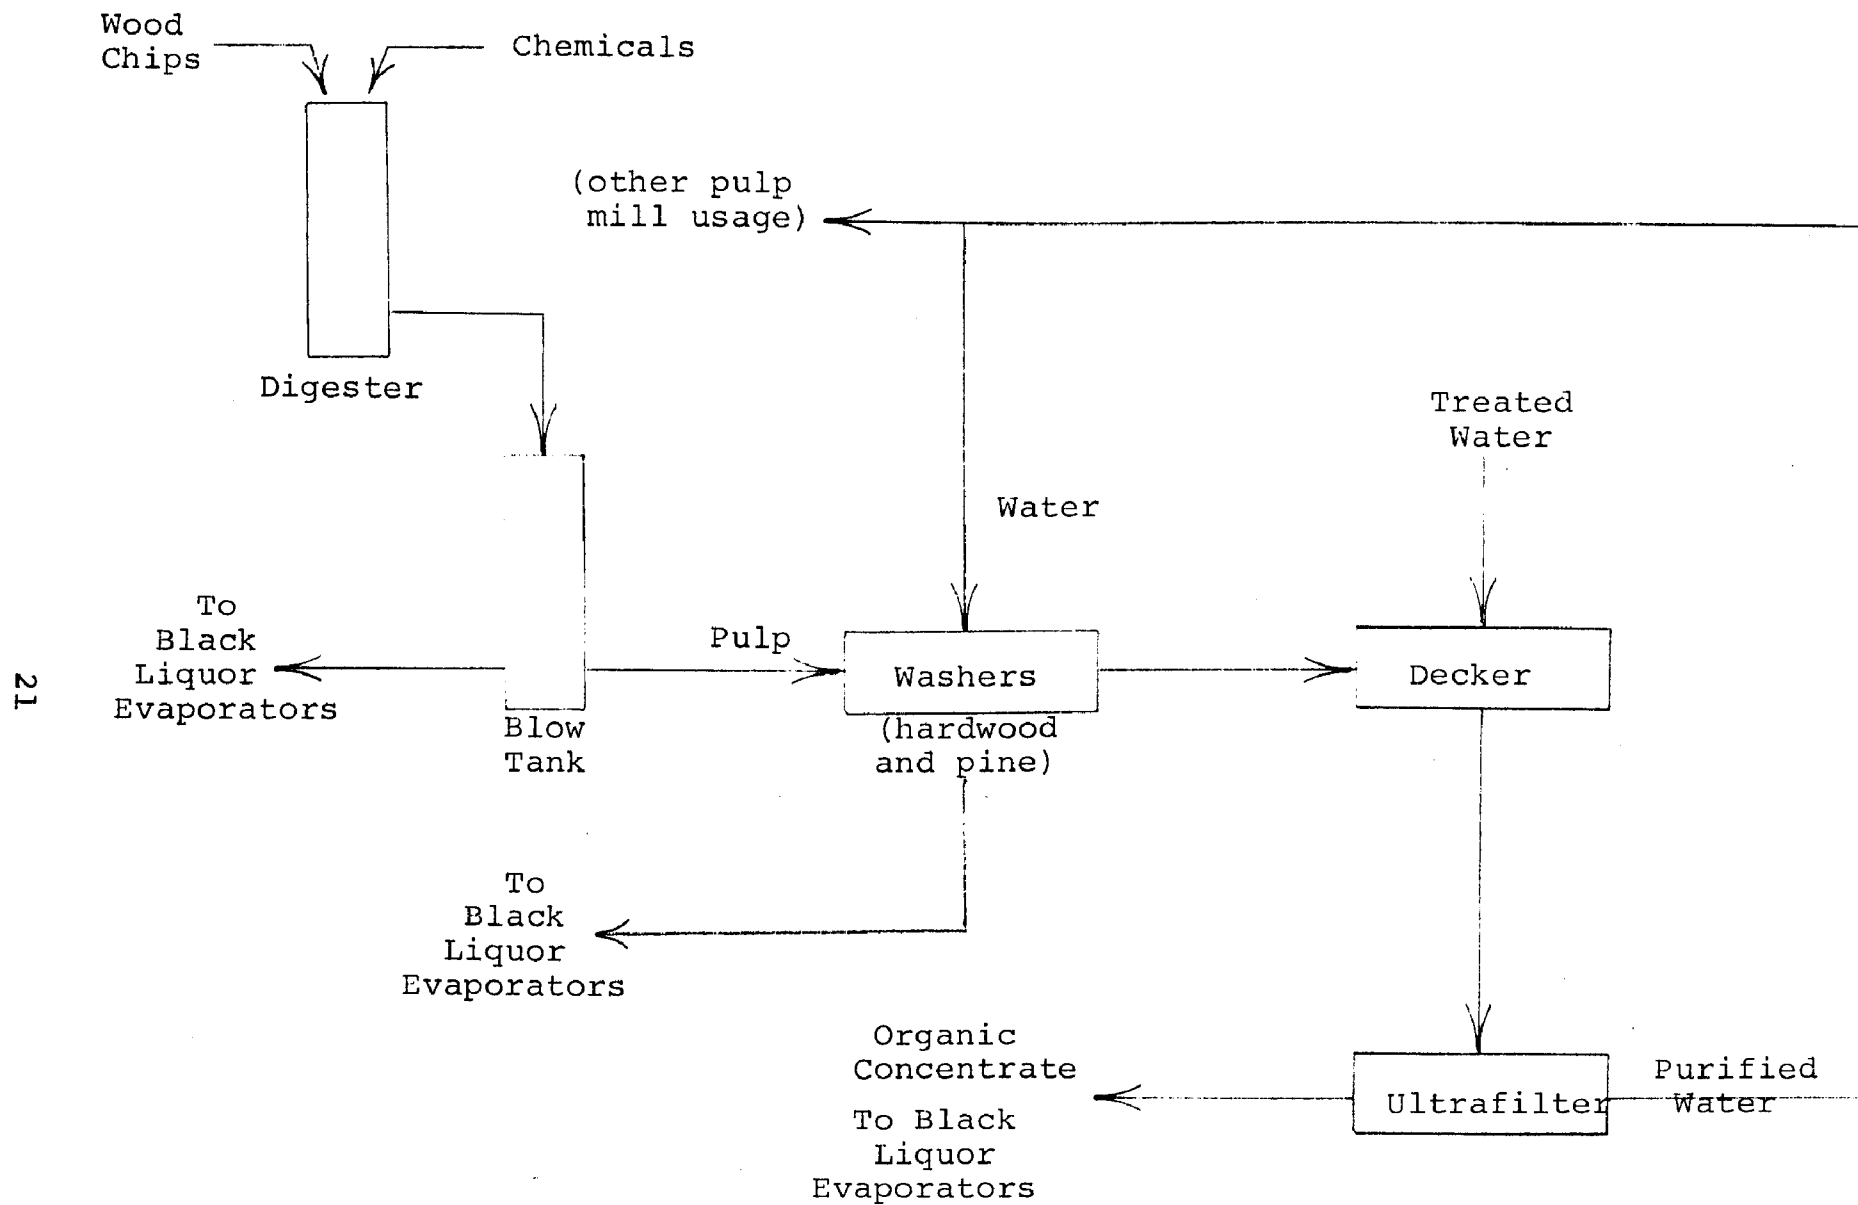 Wood
Chips
Chemicals
(other pulp
mill usage)
Digester
Treated
Water
Water
To
Black
Liquor
Evaporators
Pulp
Washers
Decker
(hardwood
and pine)
Blow
Tank
21
To
Black
Liquor
Evaporators
Organic
Concentrate
To Black
Liquor
Evaporators
Ultrafilter
Purified
Water